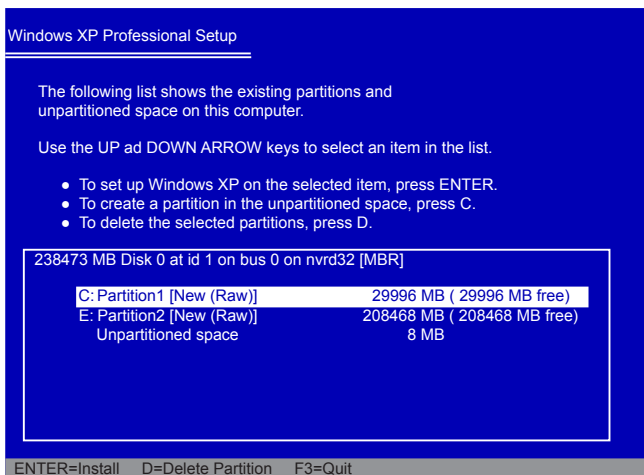 Windows XP Professional Setup
The following list shows the existing partitions and
unpartitioned space on this computer.
Use the UP ad DOWN ARROW keys to select an item in the list.
● To set up Windows XP on the selected item, press ENTER.
● To create a partition in the unpartitioned space, press C.
● To delete the selected partitions, press D.
238473 MB Disk 0 at id 1 on bus 0 on nvrd32 [MBR]
C: Partition1 [New (Raw)] 29996 MB ( 29996 MB free)
E: Partition2 [New (Raw)] 208468 MB ( 208468 MB free)
Unpartitioned space 8 MB
ENTER=Install D=Delete Partition F3=Quit